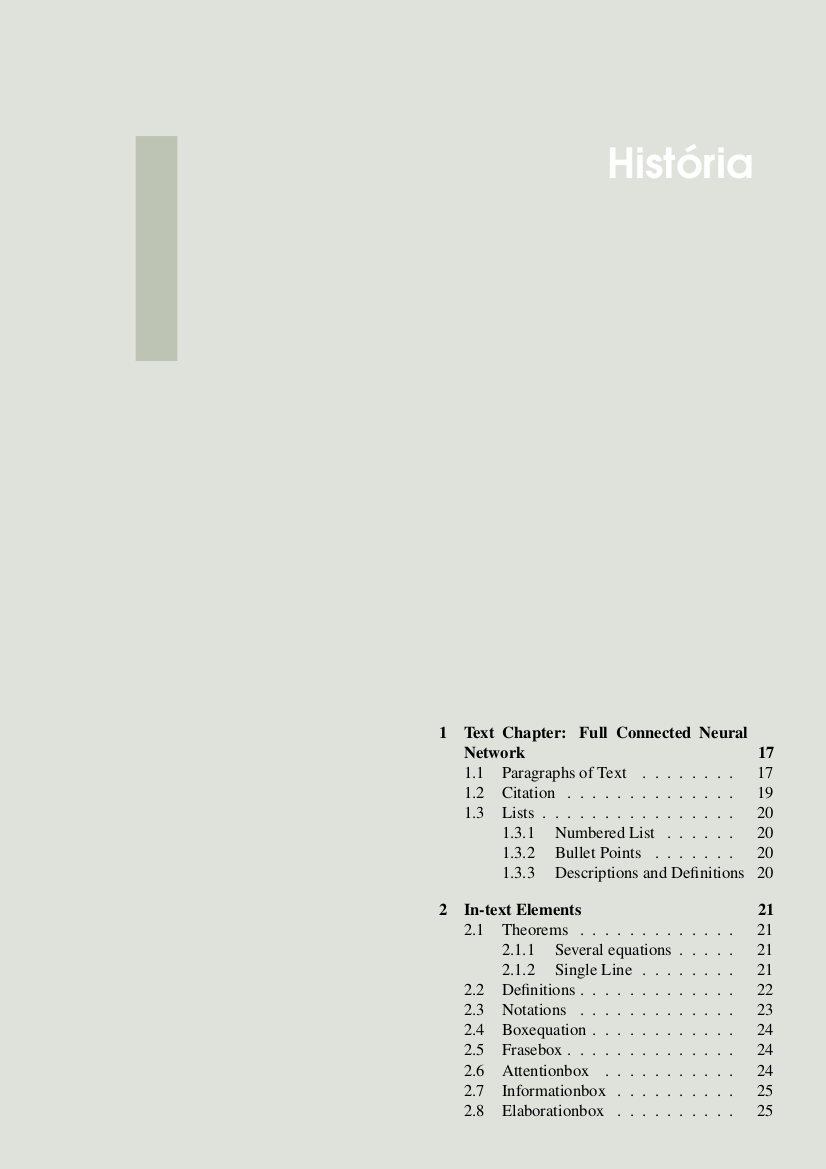 História
1 Text Chapter: Full Connected Neural
Network 17
1.1 Paragraphs of Text . . . . . . . . 17
1.2 Citation . . . . . . . . . . . . . . 19
1.3 Lists . . . . . . . . . . . . . . . . 20
1.3.1 Numbered List . . . . . . 20
1.3.2 Bullet Points . . . . . . . 20
1.3.3 Descriptions and Definitions 20
2 In-text Elements 21
2.1 Theorems . . . . . . . . . . . . . 21
2.1.1 Several equations . . . . . 21
2.1.2 Single Line . . . . . . . . 21
2.2 Definitions . . . . . . . . . . . . . 22
2.3 Notations . . . . . . . . . . . . . 23
2.4 Boxequation . . . . . . . . . . . . 24
2.5 Frasebox . . . . . . . . . . . . . . 24
2.6 Attentionbox . . . . . . . . . . . 24
2.7 Informationbox . . . . . . . . . . 25
2.8 Elaborationbox . . . . . . . . . . 25